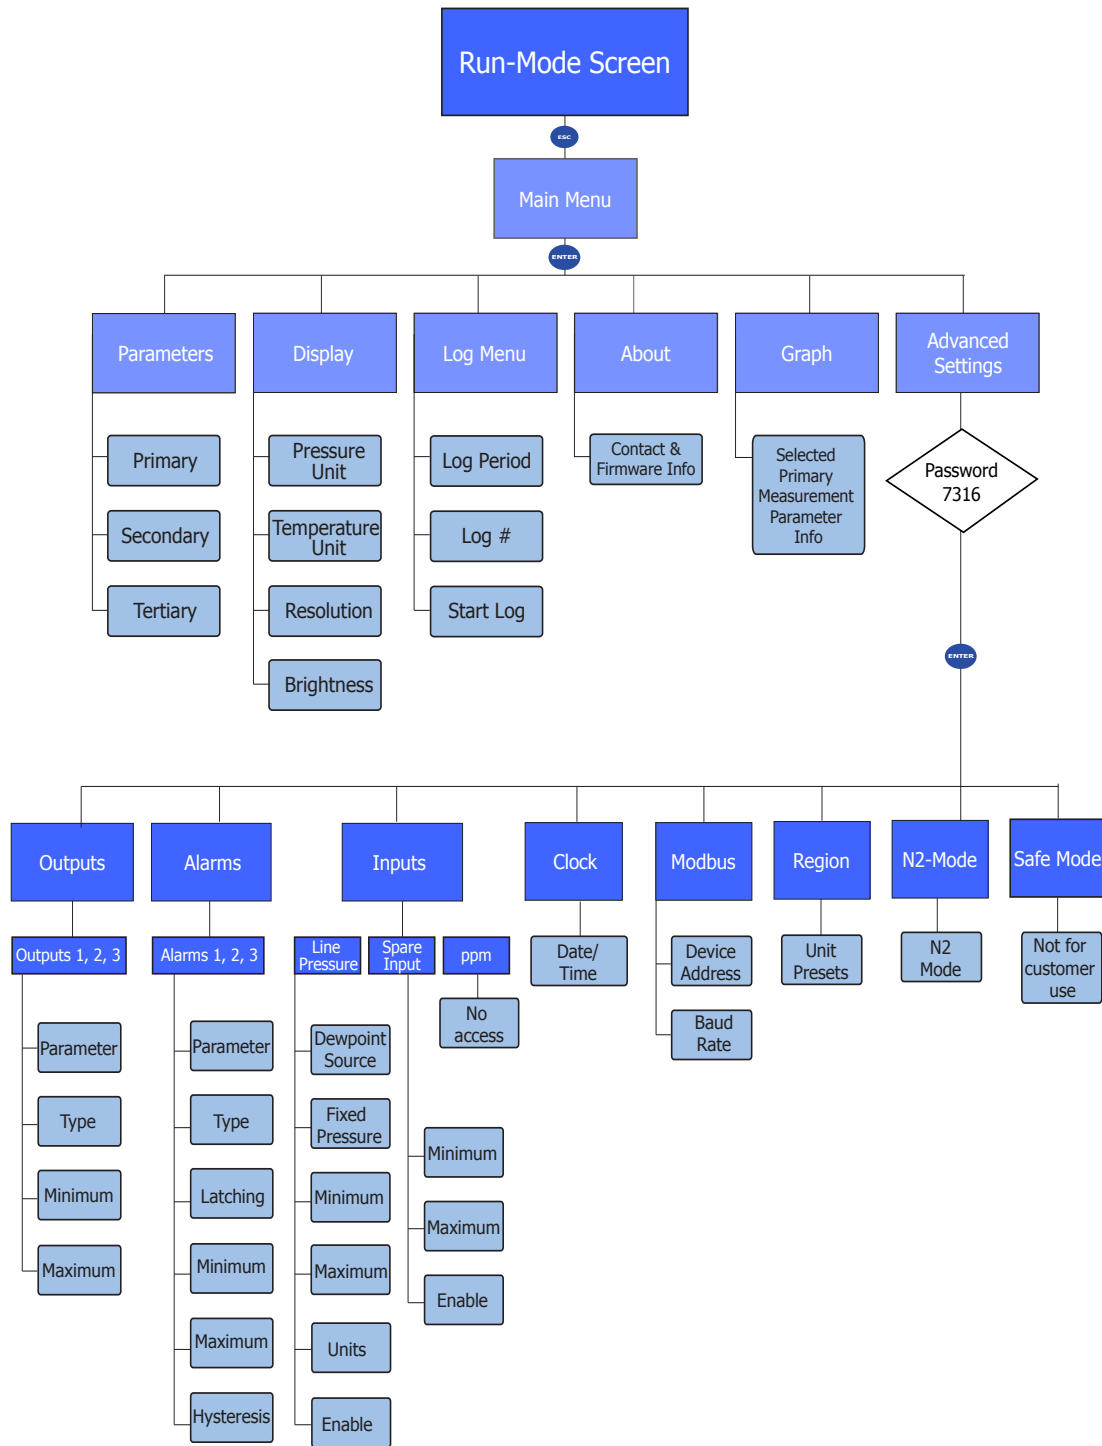 Run-Mode Screen
ESC
Main Menu
ENTER
Parameters
Display
Log Menu
About
Graph
Advanced
Settings
Primary
Secondary
Tertiary
Pressure
Unit
Temperature
Unit
Resolution
Brightness
Log Period
Log #
Start Log
Contact &
Firmware Info
Selected
Primary
Measurement
Parameter
Info
Password
7316
ENTER
Outputs
Alarms
Inputs
Clock
Modbus
Region
N2-Mode
Safe Mode
Outputs 1, 2, 3
Parameter
Type
Minimum
Maximum
Alarms 1, 2, 3
Parameter
Type
Latching
Minimum
Maximum
Hysteresis
Line
Pressure
Dewpoint
Source
Fixed
Pressure
Minimum
Maximum
Units
Enable
Spare
Input
Minimum
Maximum
Enable
ppm
No
access
Date/
Time
Device
Address
Baud
Rate
Unit
Presets
N2
Mode
Not for
customer
use